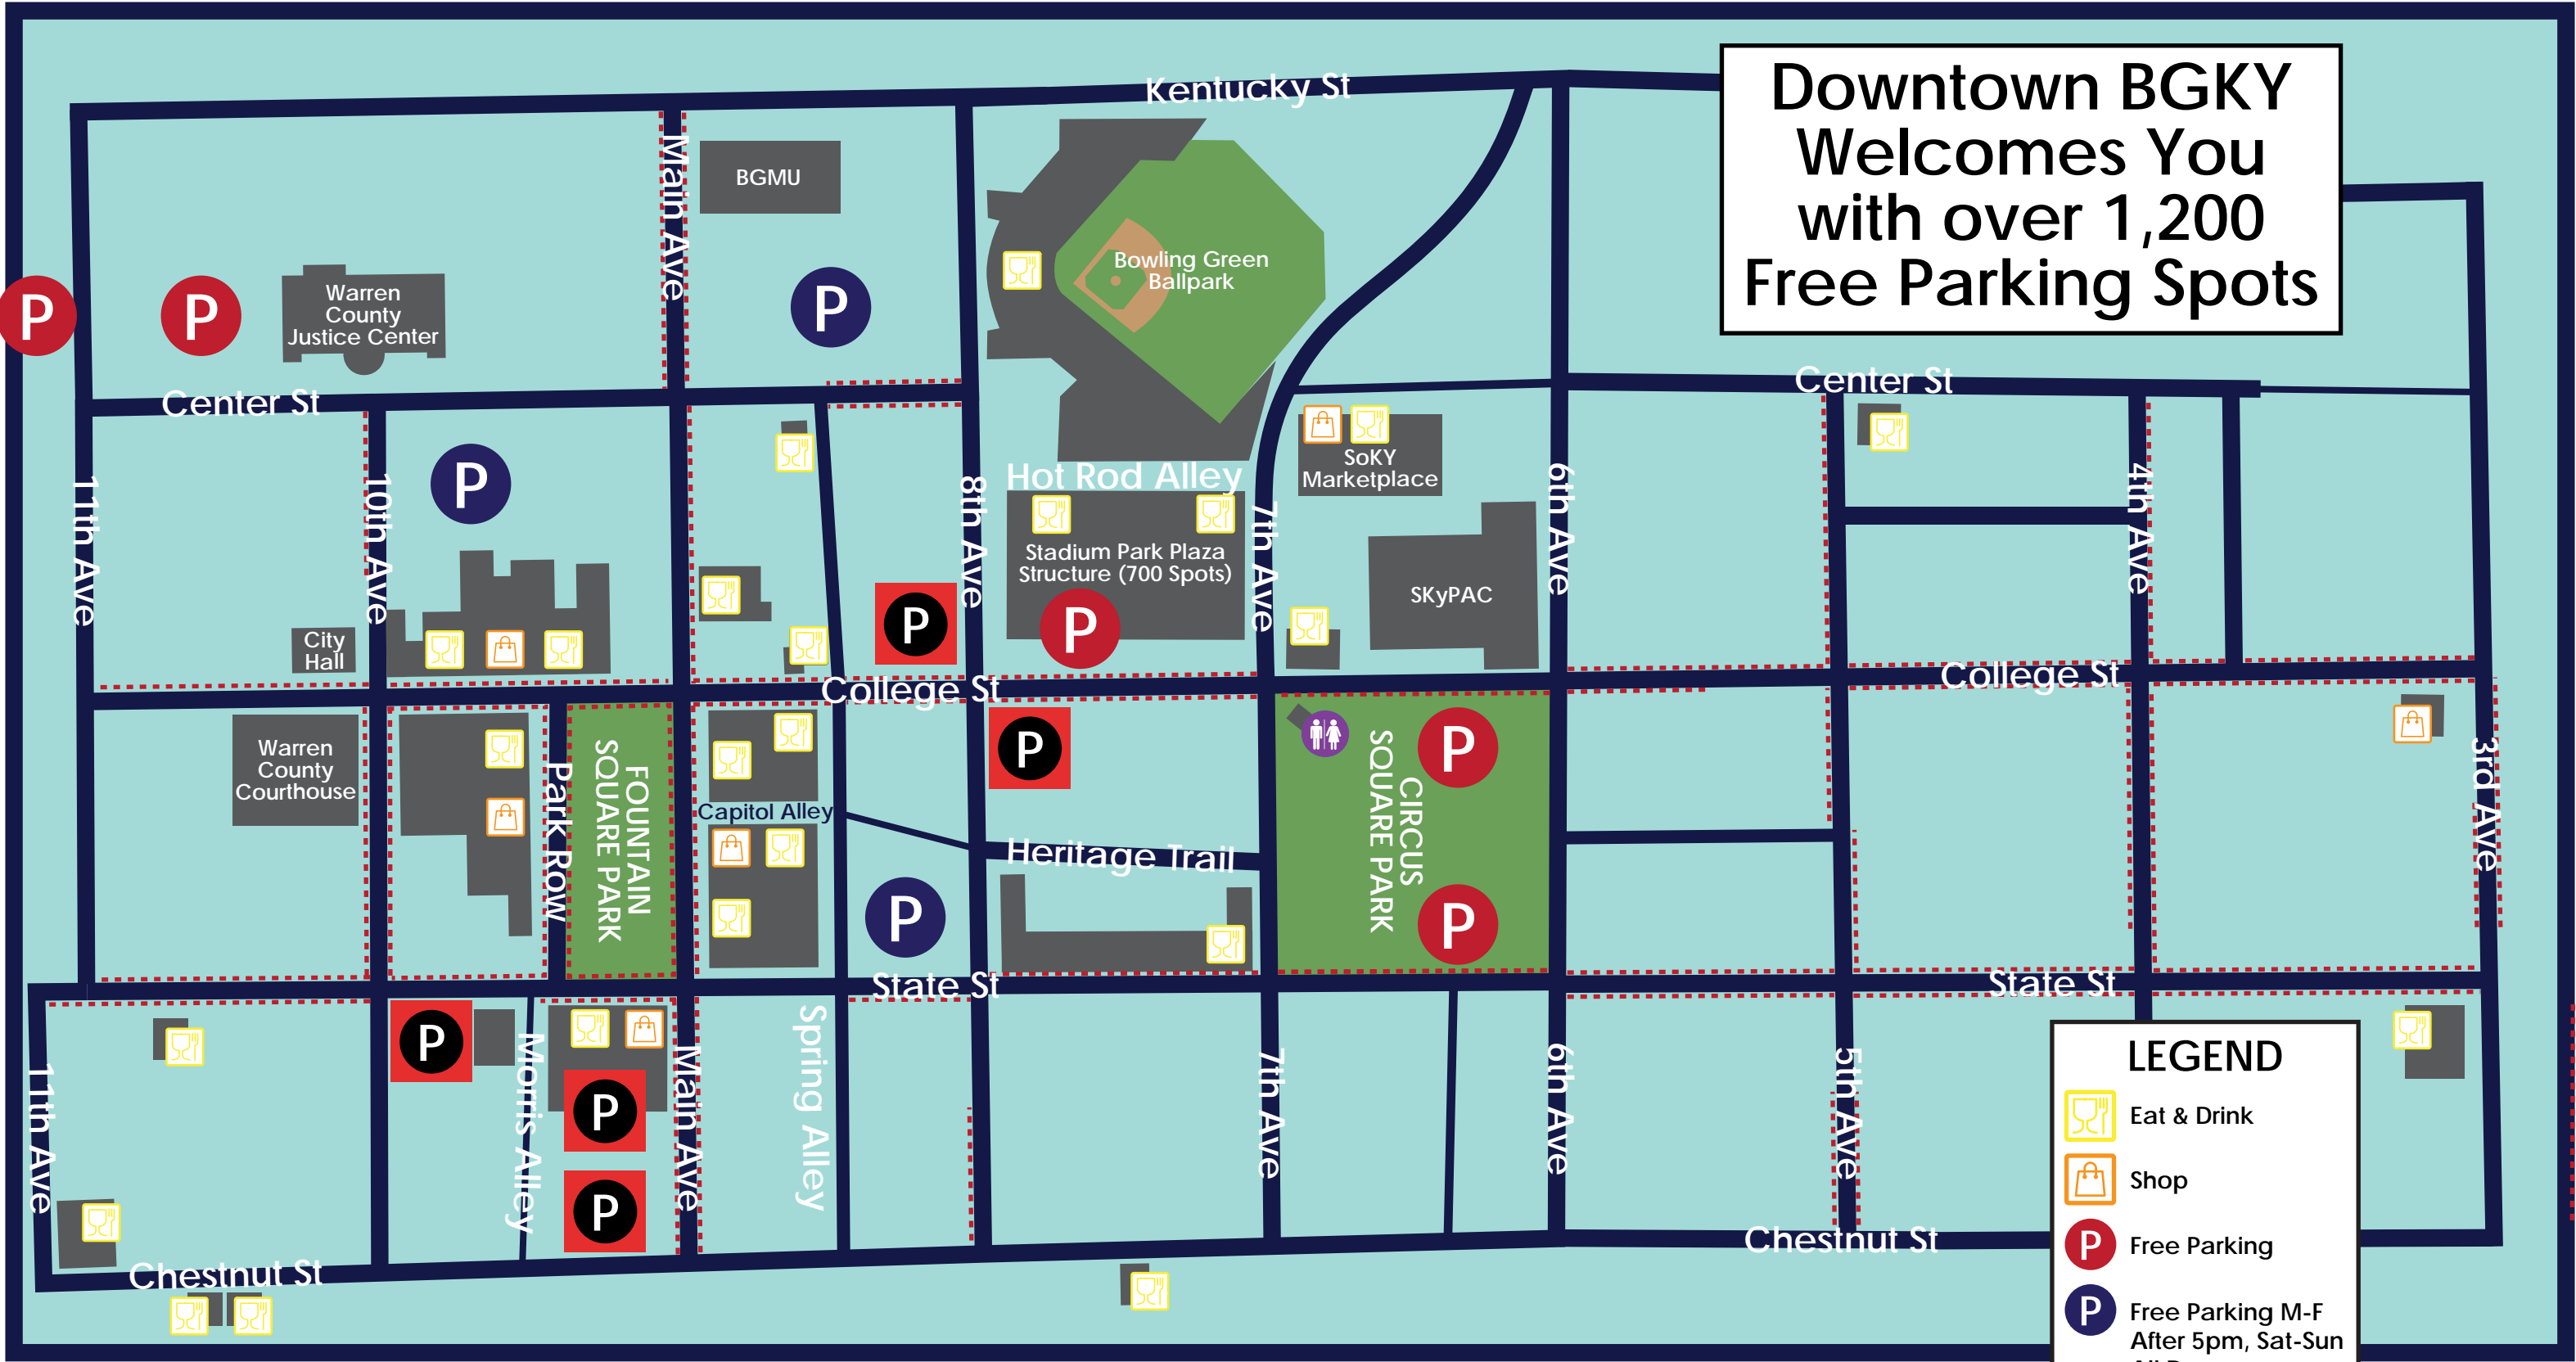 Downtown BGKY
Welcomes You
with over 1,200
Free Parking Spots
Kentucky St
Main Ave
BGMU
Bowling Green
Ballpark
P
P
P
Warren
County
Justice Center
Center St
Center St
11th Ave
10th Ave
P
8th Ave
Hot Rod Alley
SoKY
Marketplace
7th Ave
6th Ave
4th Ave
Stadium Park Plaza
Structure (700 Spots)
SKyPAC
P
P
City
Hall
College St
College St
Warren
County
Courthouse
Park Row
FOUNTAIN
SQUARE PARK
Capitol Alley
P
Heritage Trail
CIRCUS
SQUARE PARK
P
P
P
3rd Ave
State St
State St
11th Ave
P
Morris Alley
P
P
Main Ave
Spring Alley
7th Ave
6th Ave
5th Ave
Chestnut St
Chestnut St
LEGEND
Eat & Drink
Shop
P Free Parking
P Free Parking M-F
After 5pm, Sat-Sun